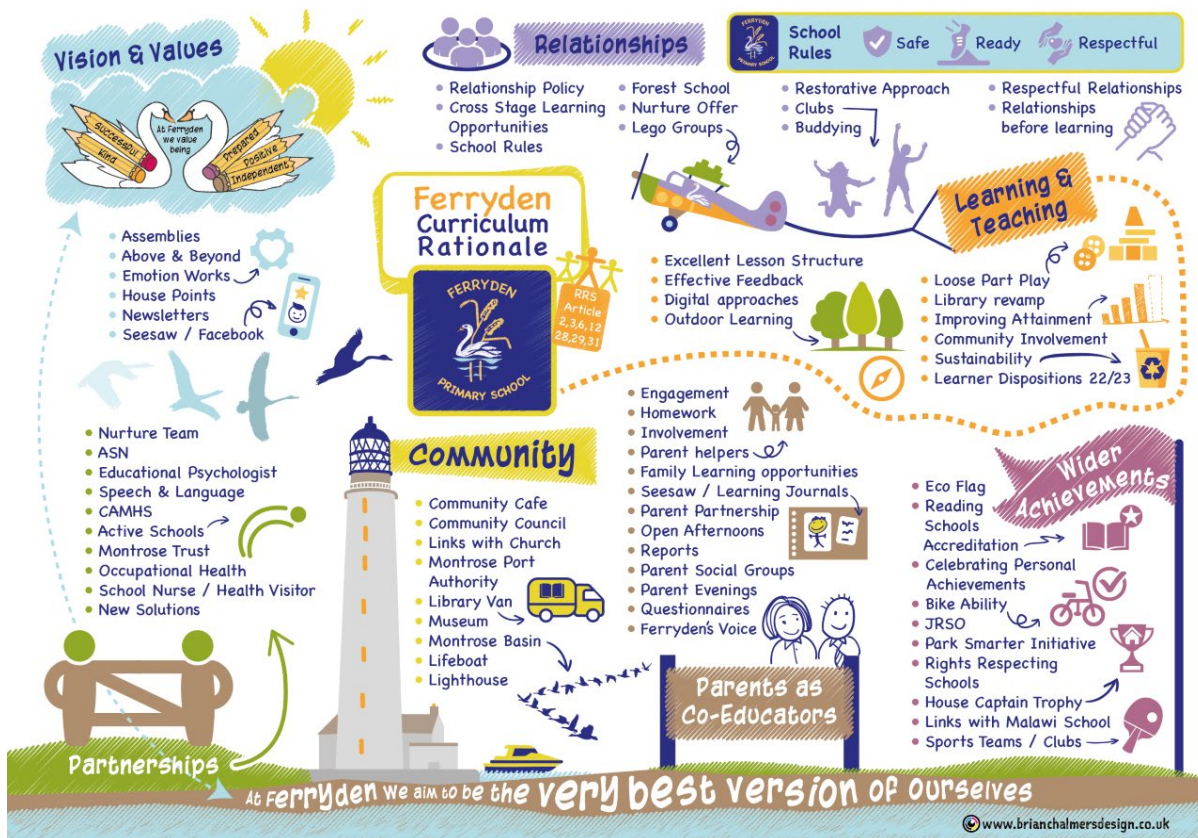 Vision & Values
Successful
Kind
At Ferryden
we value
being
Prepared
Positive
Independent
Assemblies
Above & Beyond
Emotion Works
House Points
Newsletters
Seesaw / Facebook
Relationships
Relationship Policy
Cross Stage Learning
Opportunities
School Rules
Forest School
Nurture Offer
Lego Groups
Restorative Approach
Clubs
Buddying
Respectful Relationships
Relationships
before learning
FERRYDEN
PRIMARY SCHOOL
School
Rules
Safe
Ready
Respectful
Ferryden
Curriculum
Rationale
FERRYDEN
PRIMARY SCHOOL
RRS
Article
2,3,6,12
28,29,31
Learning &
Teaching
Excellent Lesson Structure
Effective Feedback
Digital approaches
Outdoor Learning
Loose Part Play
Library revamp
Improving Attainment
Community Involvement
Sustainability
Learner Dispositions 22/23
Nurture Team
ASN
Educational Psychologist
Speech & Language
CAMHS
Active Schools
Montrose Trust
Occupational Health
School Nurse / Health Visitor
New Solutions
Partnerships
Community
Community Cafe
Community Council
Links with Church
Montrose Port
Authority
Library Van
Museum
Montrose Basin
Lifeboat
Lighthouse
Engagement
Homework
Involvement
Parent helpers
Family Learning opportunities
Seesaw / Learning Journals
Parent Partnership
Open Afternoons
Reports
Parent Social Groups
Parent Evenings
Questionnaires
Ferryden's Voice
Parents as
Co-Educators
Wider
Achievements
Eco Flag
Reading
Schools
Accreditation
Celebrating Personal
Achievements
Bike Ability
JRSO
Park Smarter Initiative
Rights Respecting
Schools
House Captain Trophy
Links with Malawi School
Sports Teams / Clubs
At Ferryden we aim to be the very best version of ourselves
www.brianchalmersdesign.co.uk